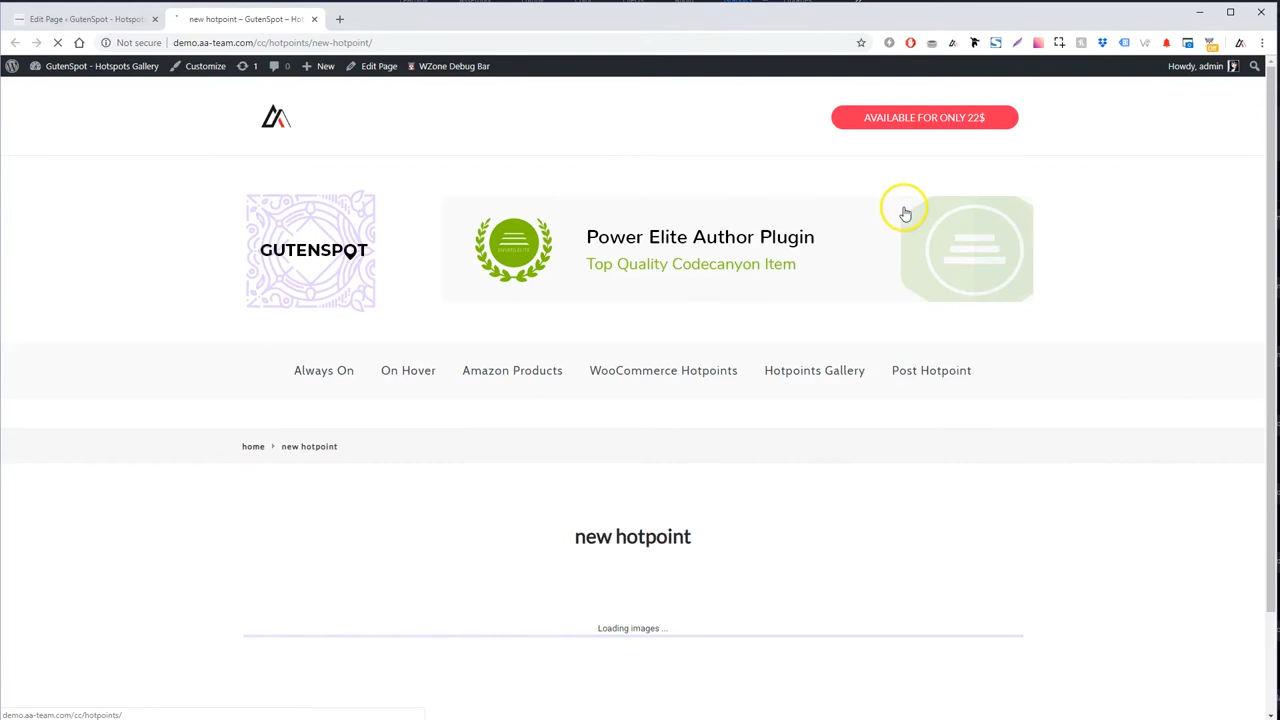 Edit Page ‹ GutenSpot - Hotspots
new hotpoint – GutenSpot – Hot
Not secure
demo.aa-team.com/cc/hotpoints/new-hotpoint/
GutenSpot - Hotspots Gallery
Customize
1
0
New
Edit Page
WZone Debug Bar
Howdy, admin
AVAILABLE FOR ONLY 22$
GUTENSPOT
Power Elite Author Plugin
Top Quality Codecanyon Item
Always On
On Hover
Amazon Products
WooCommerce Hotpoints
Hotpoints Gallery
Post Hotpoint
home
new hotpoint
new hotpoint
Loading images ...
demo.aa-team.com/cc/hotpoints/